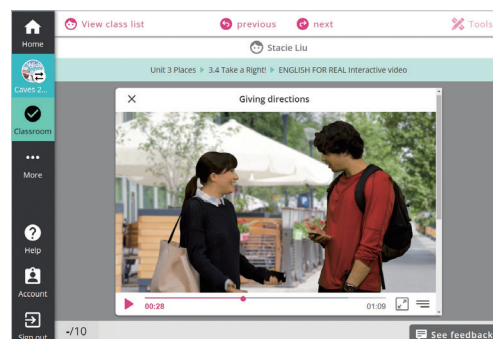 View class list
previous
next
Tools
Home
Stacie Liu
Unit 3 Places ▸ 3.4 Take a Right! ▸ ENGLISH FOR REAL Interactive video
Caves 2...
Giving directions
Classroom
More
Help
Account
00:28
01:09
Sign out
-/10
See feedback